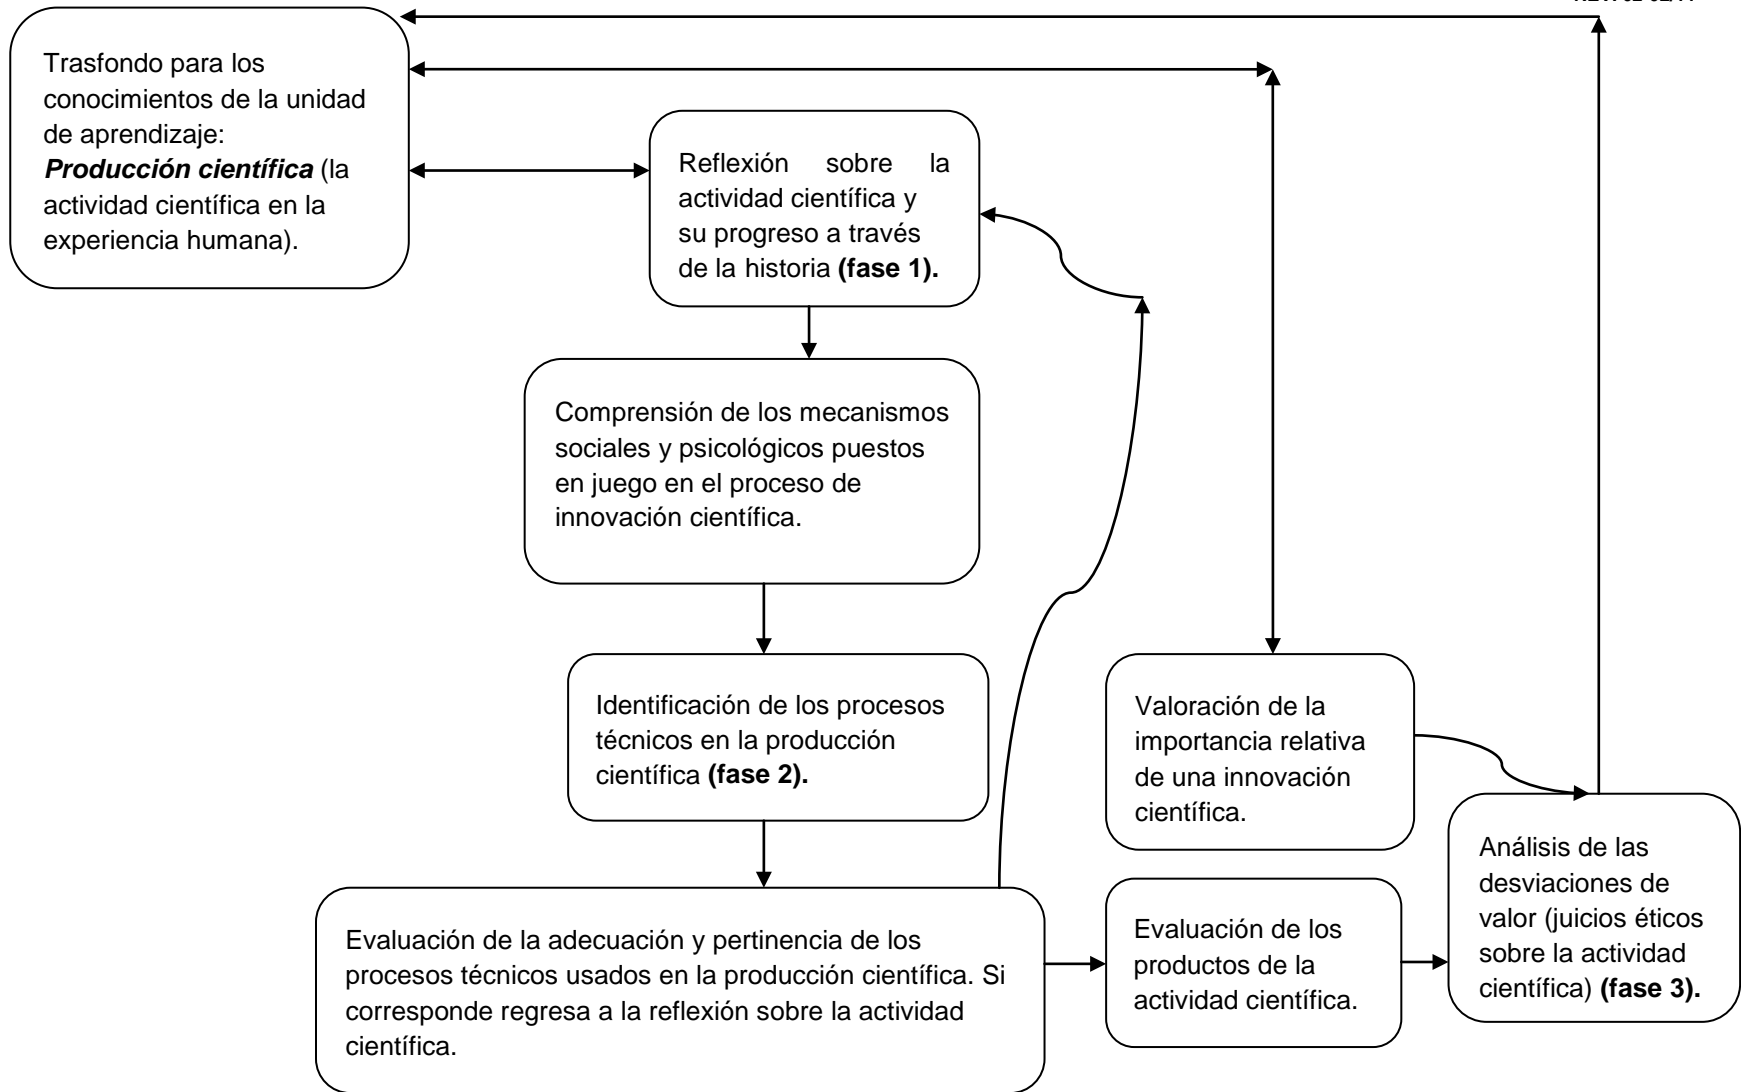 Trasfondo para los
conocimientos de la unidad
de aprendizaje:
Producción científica (la
actividad científica en la
experiencia humana).
Reflexión sobre la
actividad científica y
su progreso a través
de la historia (fase 1).
Comprensión de los mecanismos
sociales y psicológicos puestos
en juego en el proceso de
innovación científica.
Identificación de los procesos
técnicos en la producción
científica (fase 2).
Evaluación de la adecuación y pertinencia de los
procesos técnicos usados en la producción científica. Si
corresponde regresa a la reflexión sobre la actividad
científica.
Evaluación de los
productos de la
actividad científica.
Valoración de la
importancia relativa
de una innovación
científica.
Análisis de las
desviaciones de
valor (juicios éticos
sobre la actividad
científica) (fase 3).